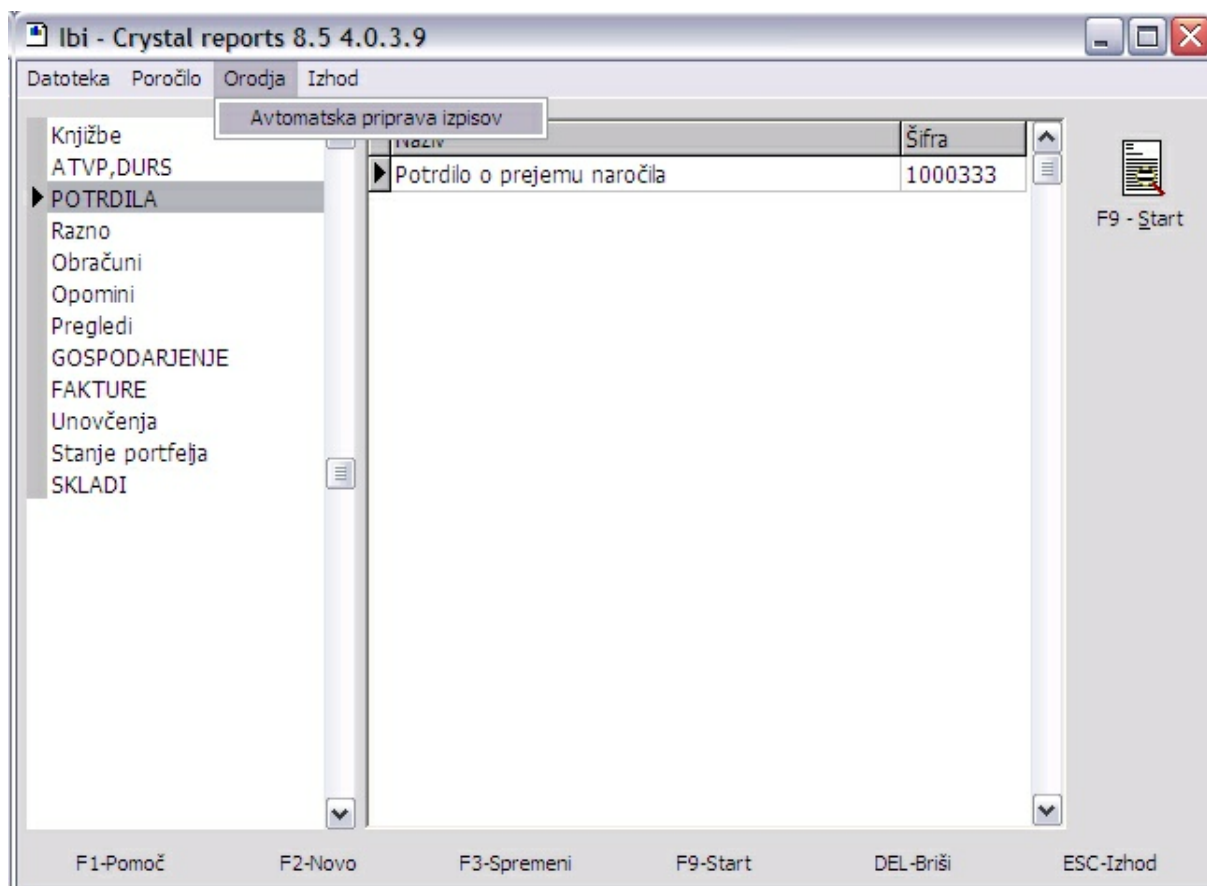 Ibi - Crystal reports 8.5 4.0.3.9
Datoteka Poročilo Orodja Izhod
Avtomatska priprava izpisov
Knjižbe
ATVP,DURS
POTRDILA
Razno
Obračuni
Opomini
Pregledi
GOSPODARJENJE
FAKTURE
Unovčenja
Stanje portfelja
SKLADI
Naziv Šifra
Potrdilo o prejemu naročila 1000333
F9 - Start
F1-Pomoč F2-Novo F3-Spremeni F9-Start DEL-Briši ESC-Izhod